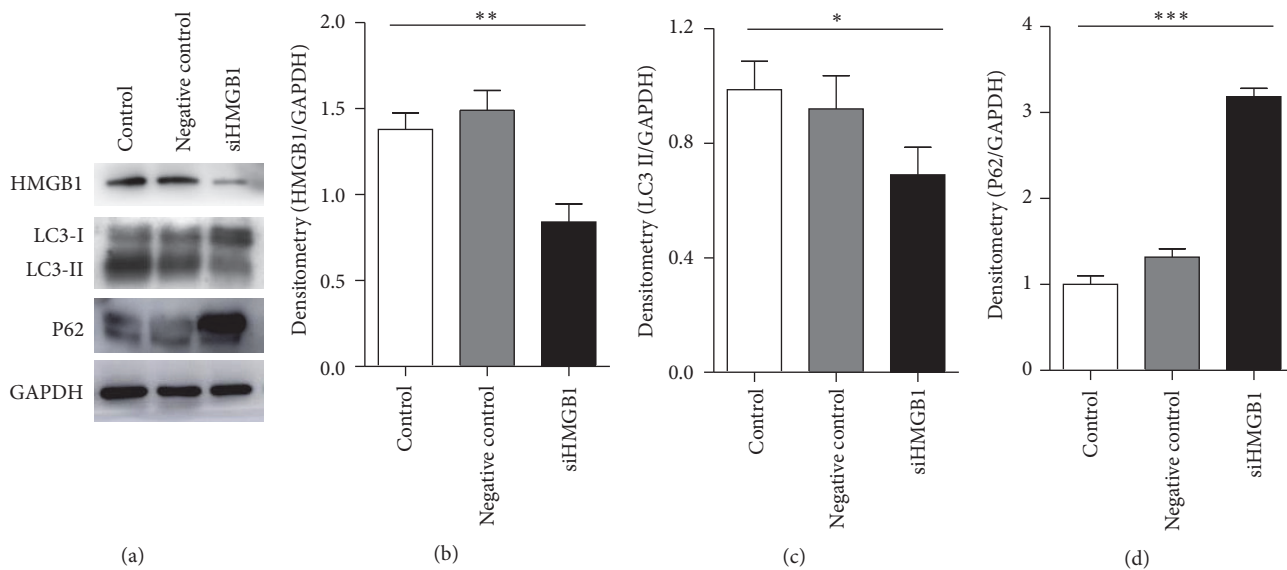 Control
Negative control
siHMGB1
HMGB1
LC3-I
LC3-II
P62
GAPDH
(a)
**
Densitometry (HMGB1/GAPDH)
2.0
1.5
1.0
0.5
0.0
Control
Negative control
siHMGB1
(b)
*
Densitometry (LC3 II/GAPDH)
1.2
0.8
0.4
0.0
Control
Negative control
siHMGB1
(c)
***
Densitometry (P62/GAPDH)
4
3
2
1
0
Control
Negative control
siHMGB1
(d)